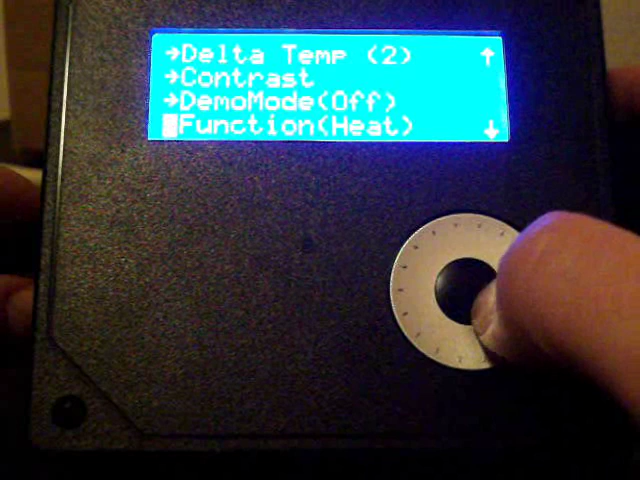 →Delta Temp (2) ↑
→Contrast
→DemoMode(Off)
█Function(Heat) ↓